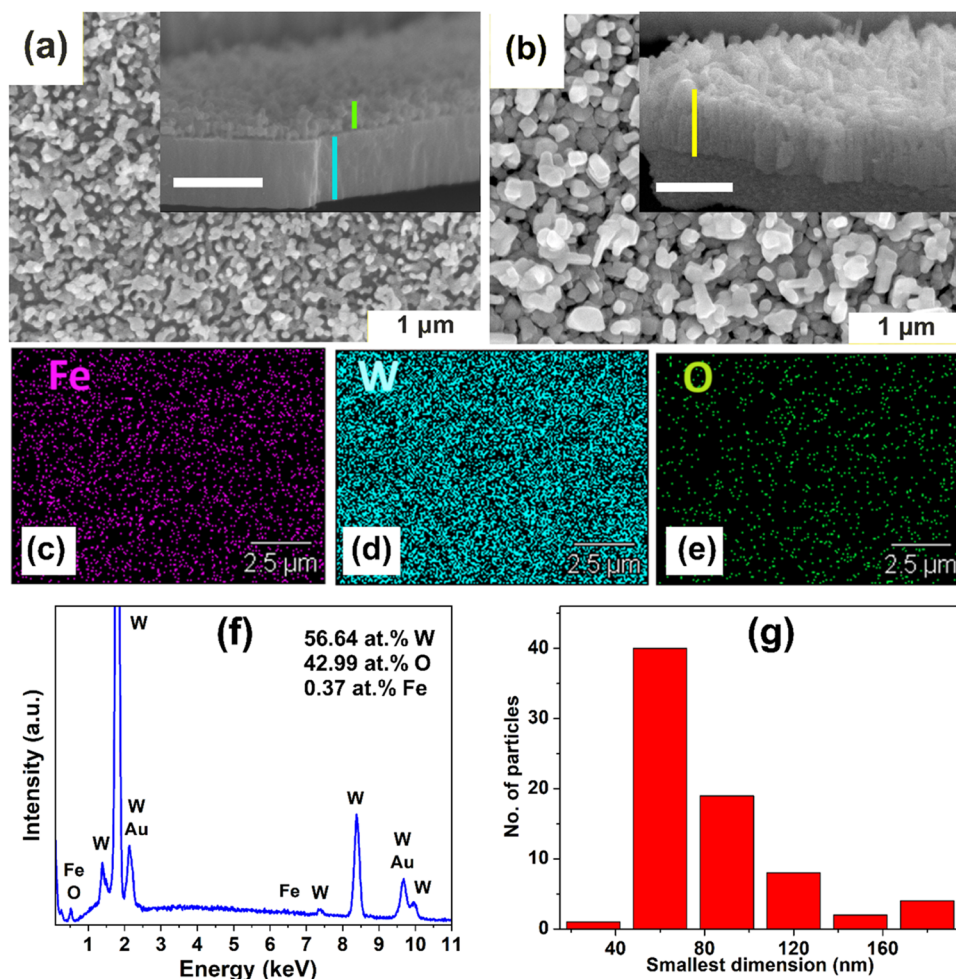 (a)
(b)
1 µm
1 µm
Fe
W
O
(c)
2.5 µm
(d)
2.5 µm
(e)
2.5 µm
(f)
56.64 at.% W
42.99 at.% O
0.37 at.% Fe
W
W
Au
W
Fe
O
Fe
W
W
W
Au
W
Intensity (a.u.)
1 2 3 4 5 6 7 8 9 10 11
Energy (keV)
(g)
No. of particles
40
30
20
10
0
40 80 120 160
Smallest dimension (nm)